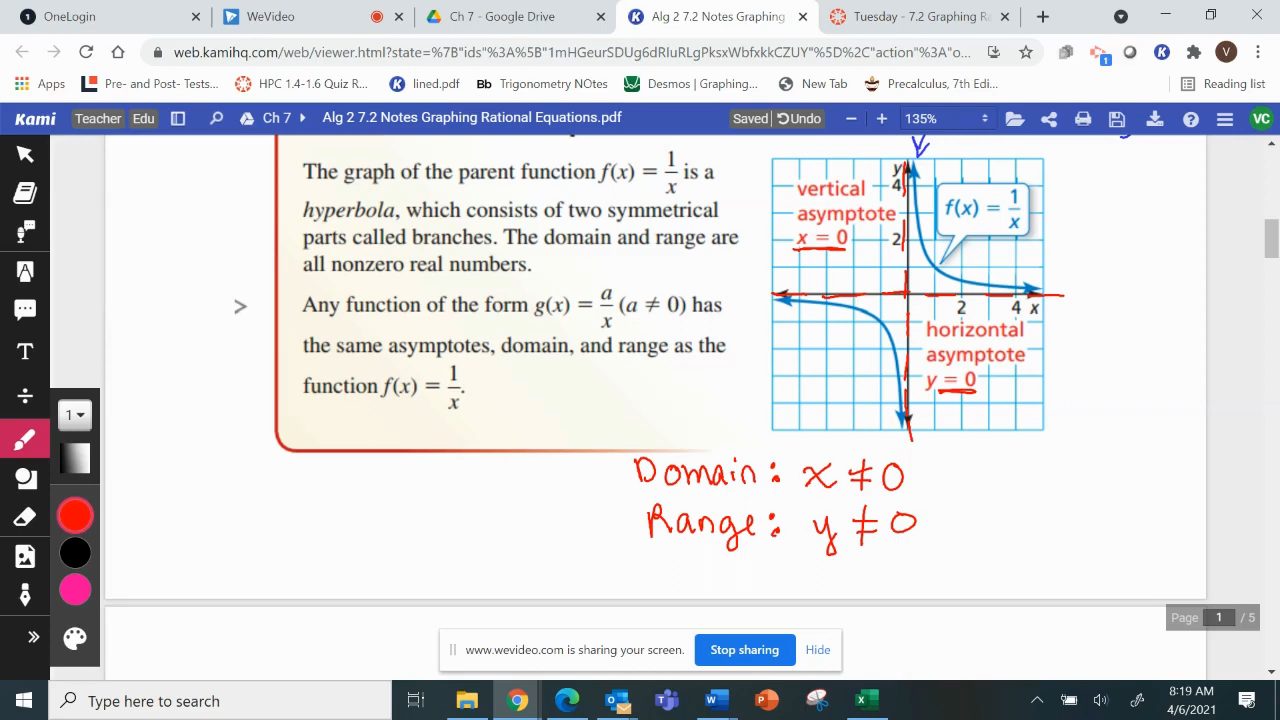 OneLogin
WeVideo
Ch 7 - Google Drive
Alg 2 7.2 Notes Graphing
Tuesday - 7.2 Graphing Ra
web.kamihq.com/web/viewer.html?state=%7B"ids"%3A%5B"1mHGeurSDUg6dRIuRLgPksxWbfxkkCZUY"%5D%2C"action"%3A"o...
1
V
Apps
Pre- and Post- Tests...
HPC 1.4-1.6 Quiz R...
lined.pdf
Bb Trigonometry NOtes
Desmos | Graphing...
New Tab
Precalculus, 7th Edi...
Reading list
Kami
Teacher
Edu
Ch 7
Alg 2 7.2 Notes Graphing Rational Equations.pdf
Saved
Undo
135%
VC
The graph of the parent function f(x) = 1/x is a
hyperbola, which consists of two symmetrical
parts called branches. The domain and range are
all nonzero real numbers.
Any function of the form g(x) = a/x (a ≠ 0) has
the same asymptotes, domain, and range as the
function f(x) = 1/x.
y
4
2
vertical
asymptote
x = 0
f(x) = 1/x
2
4 x
horizontal
asymptote
y = 0
Domain: x ≠ 0
Range: y ≠ 0
1
Page 1 / 5
www.wevideo.com is sharing your screen.
Stop sharing
Hide
Type here to search
8:19 AM
4/6/2021